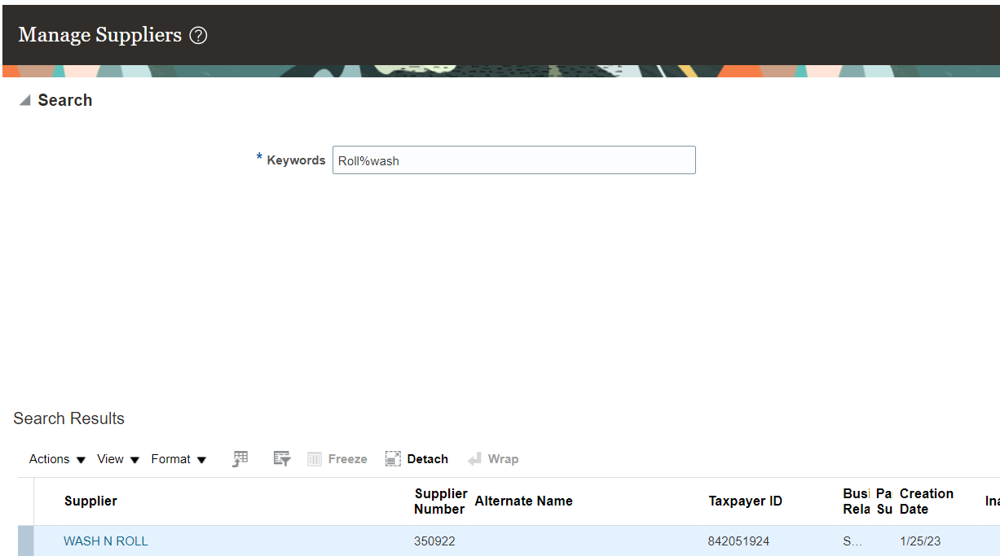 Manage Suppliers ?
Search
* Keywords Roll%wash
Search Results
Actions View Format Freeze Detach Wrap
Supplier Supplier Number Alternate Name Taxpayer ID Busi Rela Pa Su Creation Date Ina
WASH N ROLL 350922 842051924 S... 1/25/23